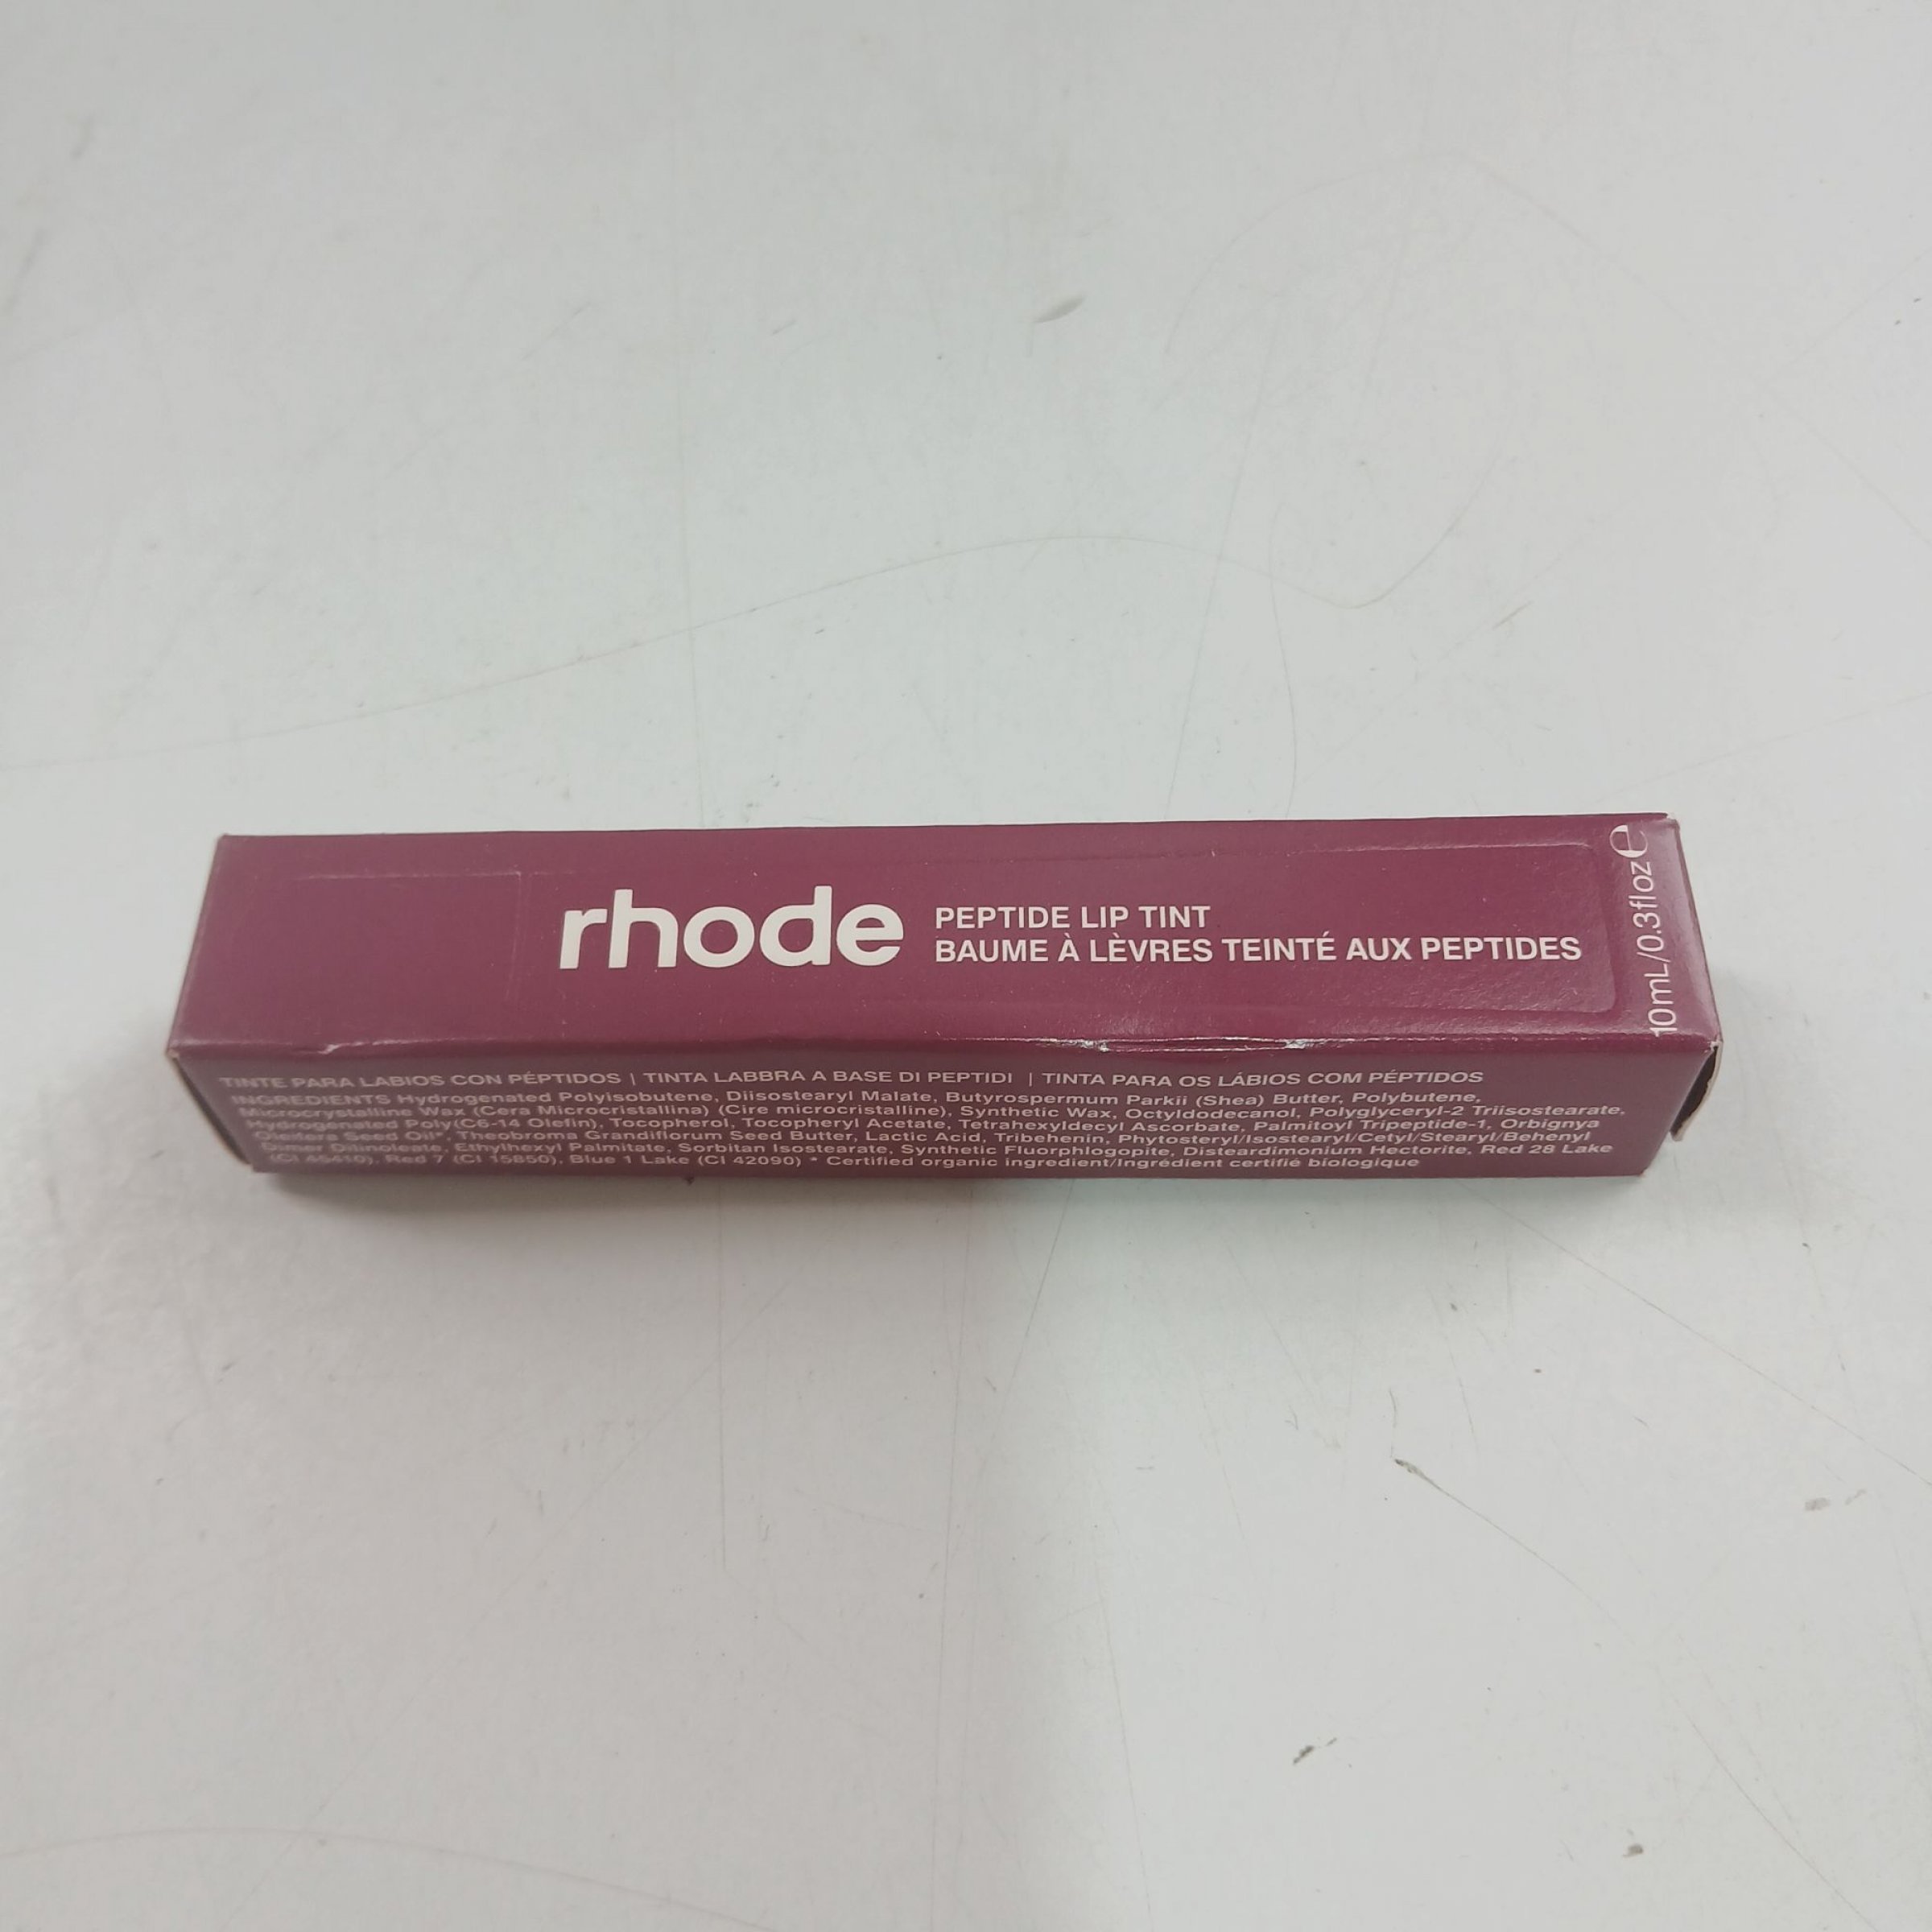 rhode
PEPTIDE LIP TINT
BAUME À LÈVRES TEINTÉ AUX PEPTIDES
10mL/0.3floz℮
TINTE PARA LABIOS CON PÉPTIDOS | TINTA LABBRA A BASE DI PEPTIDI | TINTA PARA OS LÁBIOS COM PÉPTIDOS
INGREDIENTS Hydrogenated Polyisobutene, Diisostearyl Malate, Butyrospermum Parkii (Shea) Butter, Polybutene,
Microcrystalline Wax (Cera Microcristallina) (Cire microcristalline), Synthetic Wax, Octyldodecanol, Polyglyceryl-2 Triisostearate,
Hydrogenated Poly(C6-14 Olefin), Tocopherol, Tocopheryl Acetate, Tetrahexyldecyl Ascorbate, Palmitoyl Tripeptide-1, Orbignya
Oleifera Seed Oil*, Theobroma Grandiflorum Seed Butter, Lactic Acid, Tribehenin, Phytosteryl/Isostearyl/Cetyl/Stearyl/Behenyl
Dimer Dilinoleate, Ethylhexyl Palmitate, Sorbitan Isostearate, Synthetic Fluorphlogopite, Disteardimonium Hectorite, Red 28 Lake
(CI 45410), Red 7 (CI 15850), Blue 1 Lake (CI 42090) * Certified organic ingredient/Ingrédient certifié biologique